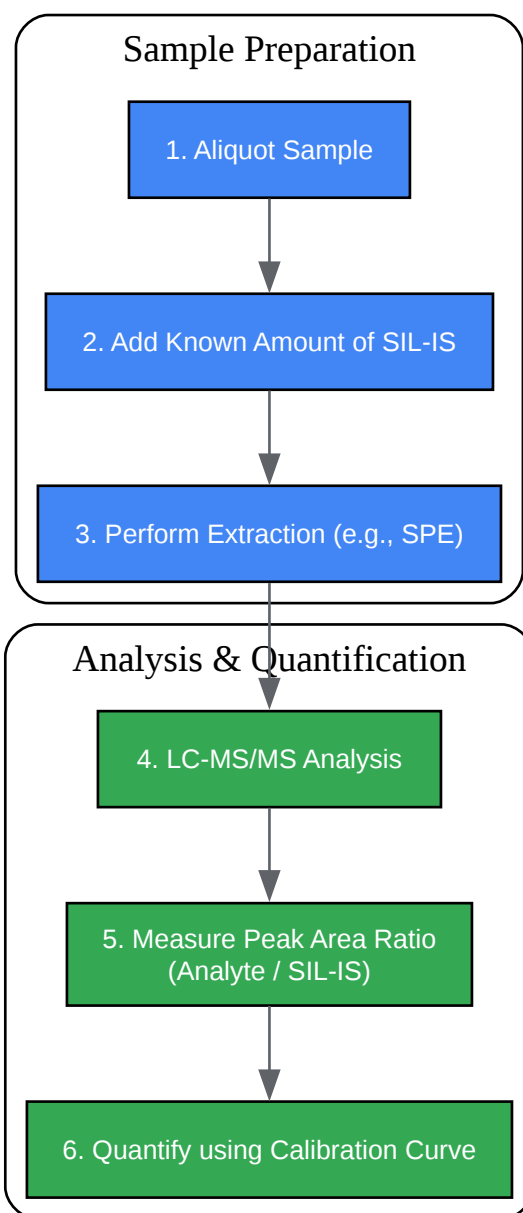 Sample Preparation
1. Aliquot Sample
2. Add Known Amount of SIL-IS
3. Perform Extraction (e.g., SPE)
Analysis & Quantification
4. LC-MS/MS Analysis
5. Measure Peak Area Ratio
(Analyte / SIL-IS)
6. Quantify using Calibration Curve